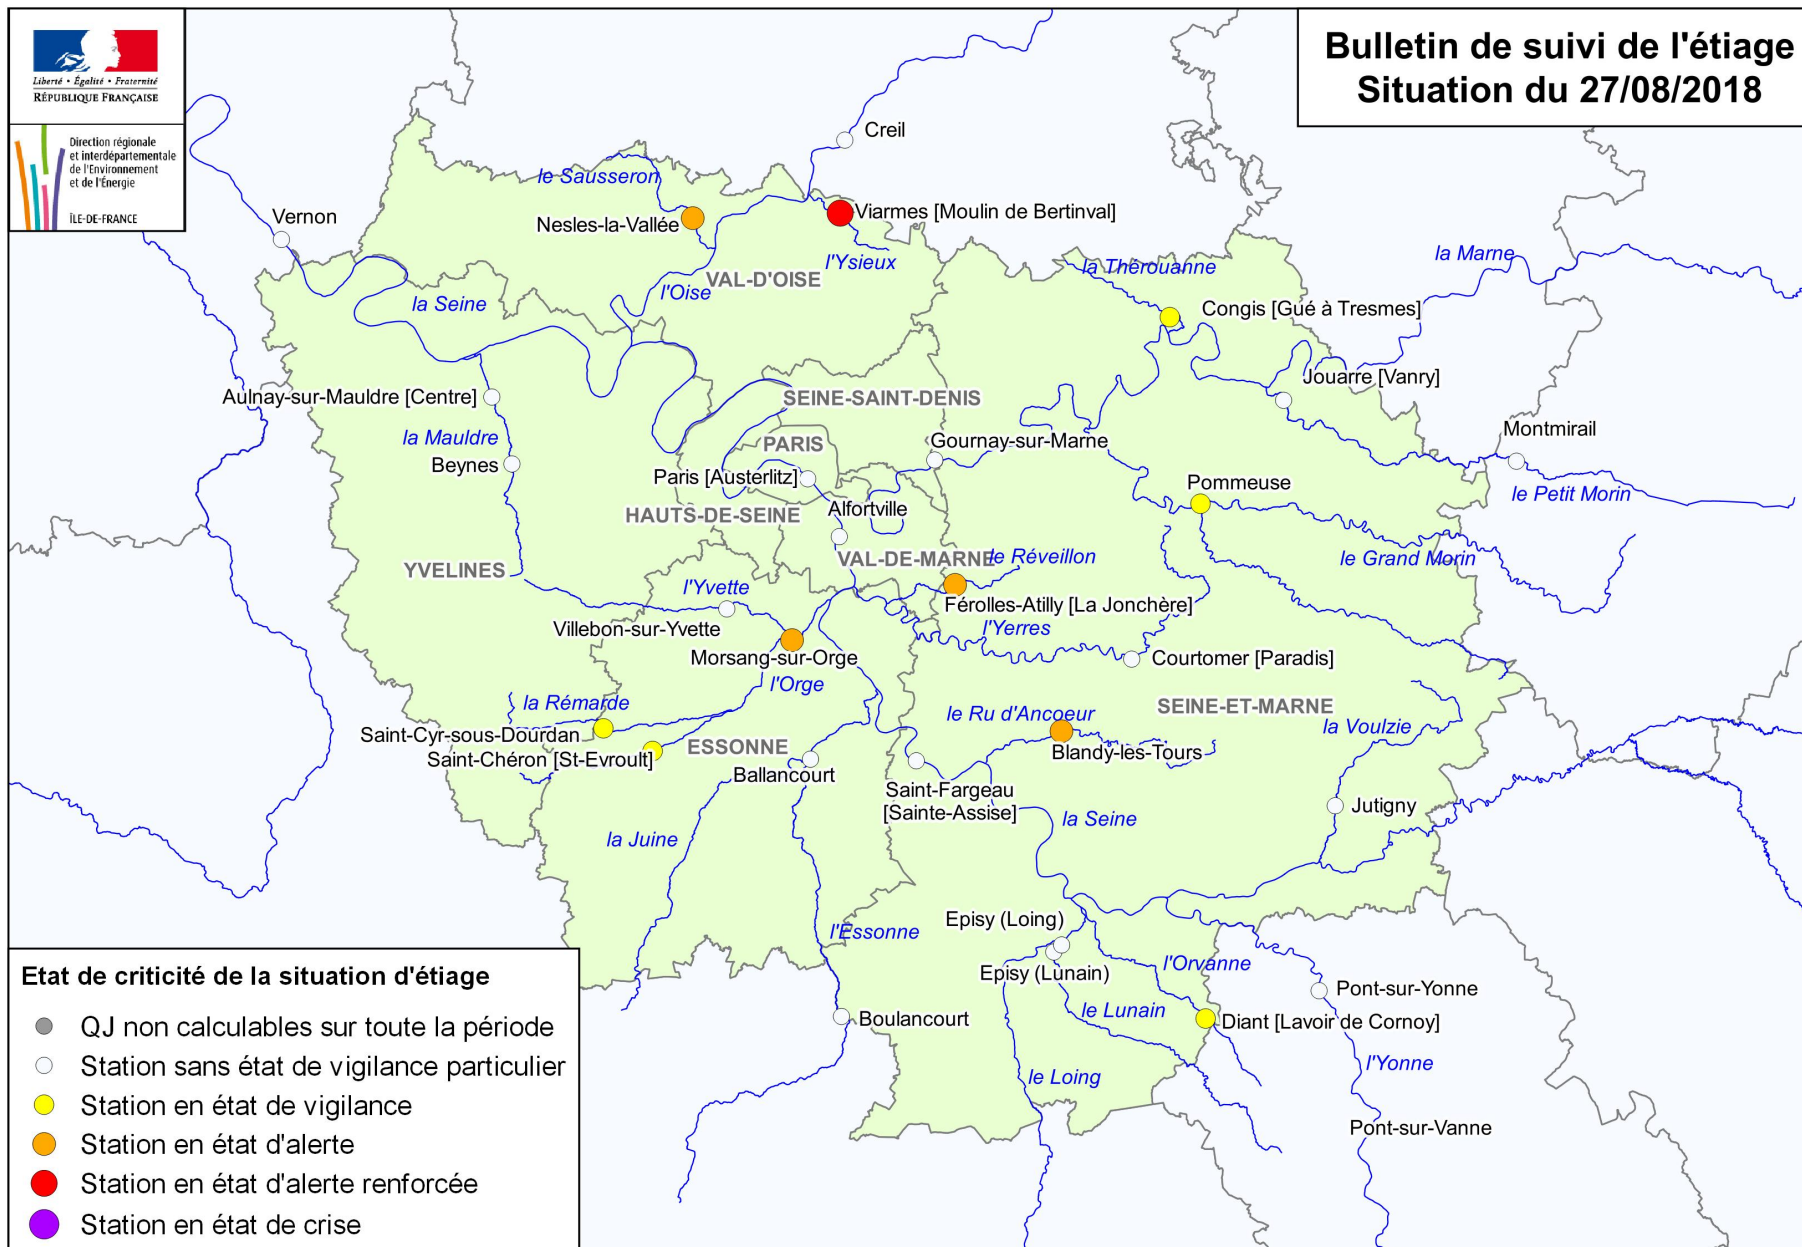 Liberté • Égalité • Fraternité
RÉPUBLIQUE FRANÇAISE
Direction régionale
et interdépartementale
de l'Environnement
et de l'Énergie
ÎLE-DE-FRANCE
Bulletin de suivi de l'étiage
Situation du 27/08/2018
Creil
le Sausseron
Vernon
Nesles-la-Vallée
Viarmes [Moulin de Bertinval]
l'Ysieux
la Thérouanne
la Marne
VAL-D'OISE
l'Oise
la Seine
Congis [Gué à Tresmes]
Jouarre [Vanry]
Aulnay-sur-Mauldre [Centre]
SEINE-SAINT-DENIS
la Mauldre
PARIS
Gournay-sur-Marne
Montmirail
Beynes
Paris [Austerlitz]
Pommeuse
le Petit Morin
HAUTS-DE-SEINE
Alfortville
VAL-DE-MARNE
le Réveillon
le Grand Morin
YVELINES
l'Yvette
Férolles-Atilly [La Jonchère]
Villebon-sur-Yvette
l'Yerres
Morsang-sur-Orge
Courtomer [Paradis]
l'Orge
la Rémarde
le Ru d'Ancoeur
SEINE-ET-MARNE
la Voulzie
Saint-Cyr-sous-Dourdan
Saint-Chéron [St-Evroult]
ESSONNE
Blandy-les-Tours
Ballancourt
Saint-Fargeau
[Sainte-Assise]
Jutigny
la Seine
la Juine
Episy (Loing)
l'Essonne
Episy (Lunain)
l'Orvanne
Pont-sur-Yonne
le Lunain
Boulancourt
Diant [Lavoir de Cornoy]
l'Yonne
le Loing
Pont-sur-Vanne
Etat de criticité de la situation d'étiage
QJ non calculables sur toute la période
Station sans état de vigilance particulier
Station en état de vigilance
Station en état d'alerte
Station en état d'alerte renforcée
Station en état de crise